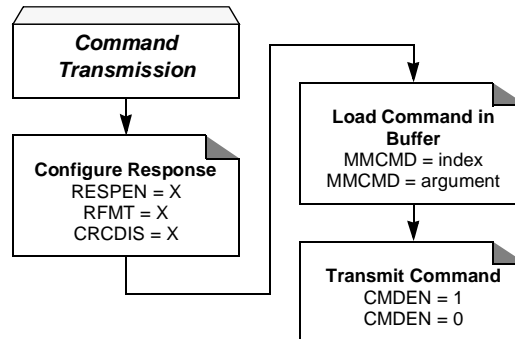 Command
Transmission
Configure Response
RESPEN = X
RFMT = X
CRCDIS = X
Load Command in
Buffer
MMCMD = index
MMCMD = argument
Transmit Command
CMDEN = 1
CMDEN = 0